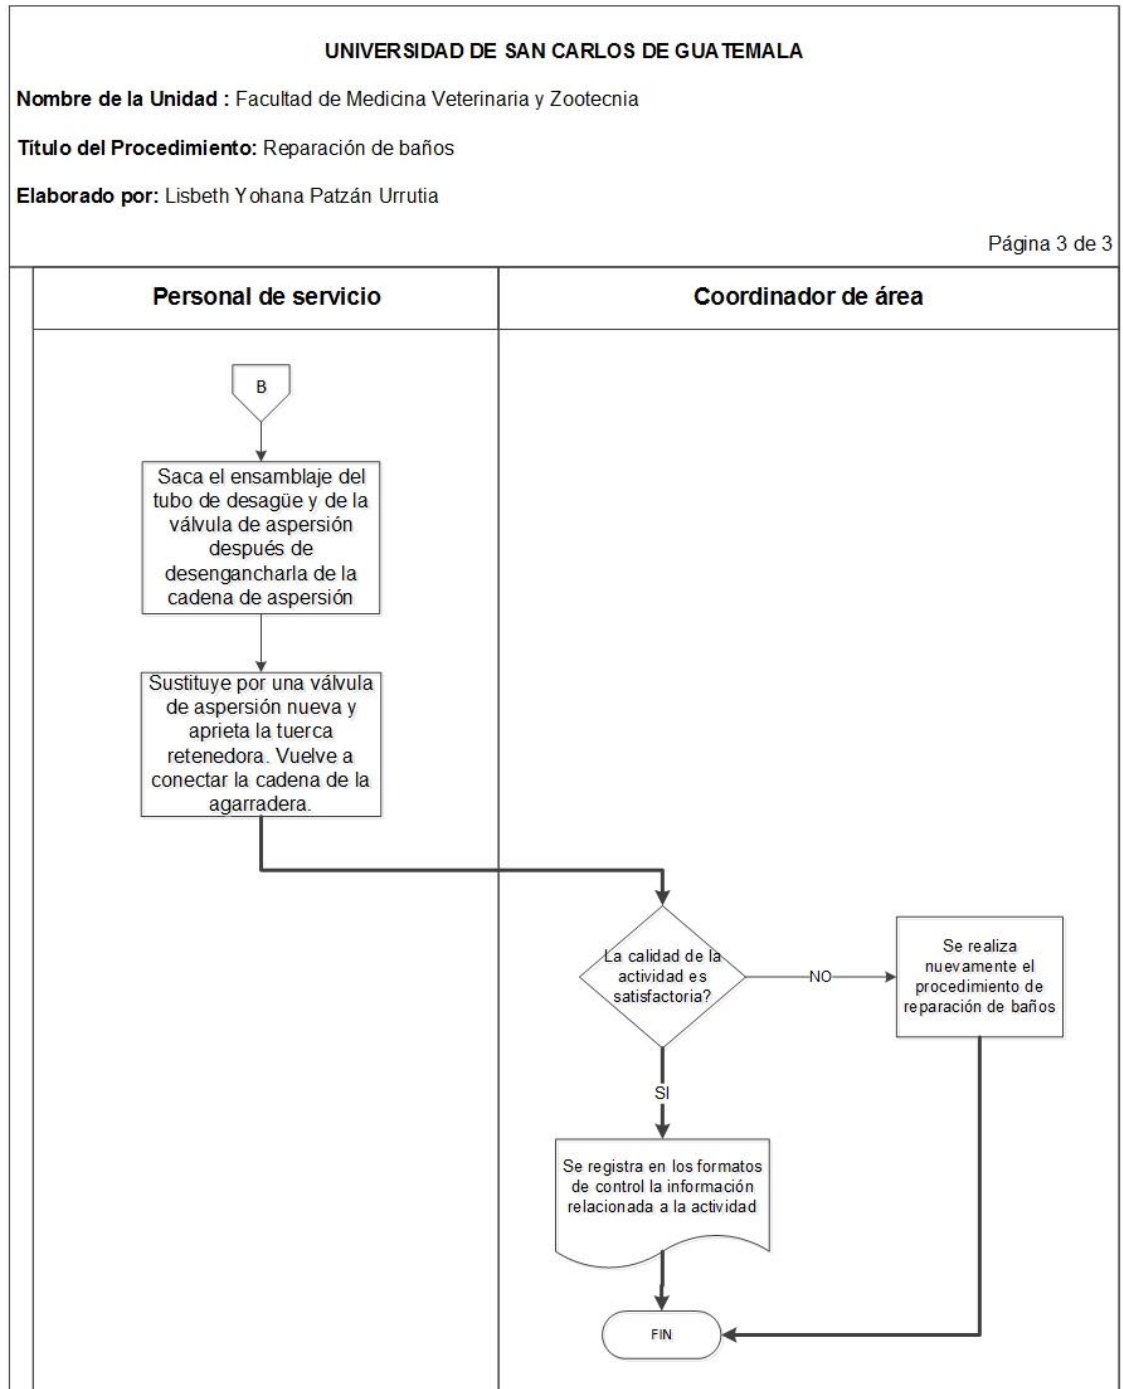 UNIVERSIDAD DE SAN CARLOS DE GUATEMALA
Nombre de la Unidad : Facultad de Medicina Veterinaria y Zootecnia
Título del Procedimiento: Reparación de baños
Elaborado por: Lisbeth Yohana Patzán Urrutia
Página 3 de 3
Personal de servicio
Coordinador de área
B
Saca el ensamblaje del
tubo de desagüe y de la
válvula de aspersión
después de
desengancharla de la
cadena de aspersión
Sustituye por una válvula
de aspersión nueva y
aprieta la tuerca
retenedora. Vuelve a
conectar la cadena de la
agarradera.
La calidad de la
actividad es
satisfactoria?
NO
Se realiza
nuevamente el
procedimiento de
reparación de baños
SI
Se registra en los formatos
de control la información
relacionada a la actividad
FIN